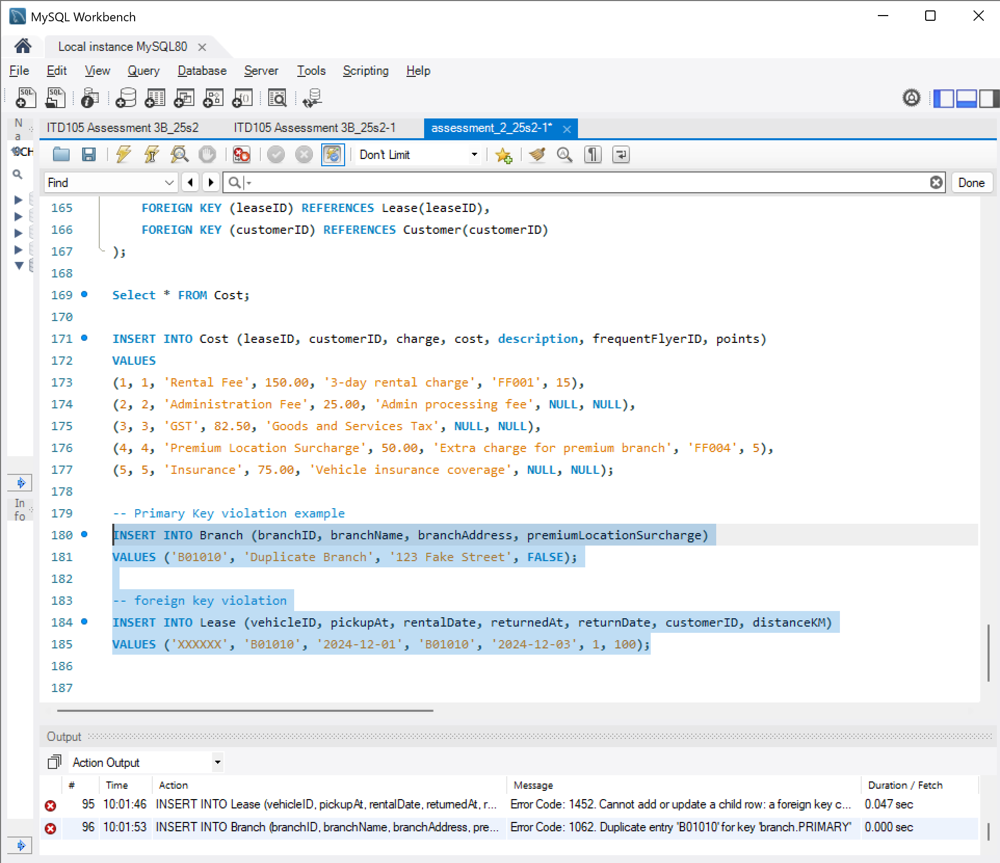 MySQL Workbench
Local instance MySQL80
File Edit View Query Database Server Tools Scripting Help
N
a
ITD105 Assessment 3B_25s2 ITD105 Assessment 3B_25s2-1 assessment_2_25s2-1*
SCH
Don't Limit
Find
Done
165 FOREIGN KEY (leaseID) REFERENCES Lease(leaseID),
166 FOREIGN KEY (customerID) REFERENCES Customer(customerID)
167 );
168
169 Select * FROM Cost;
170
171 INSERT INTO Cost (leaseID, customerID, charge, cost, description, frequentFlyerID, points)
172 VALUES
173 (1, 1, 'Rental Fee', 150.00, '3-day rental charge', 'FF001', 15),
174 (2, 2, 'Administration Fee', 25.00, 'Admin processing fee', NULL, NULL),
175 (3, 3, 'GST', 82.50, 'Goods and Services Tax', NULL, NULL),
176 (4, 4, 'Premium Location Surcharge', 50.00, 'Extra charge for premium branch', 'FF004', 5),
177 (5, 5, 'Insurance', 75.00, 'Vehicle insurance coverage', NULL, NULL);
178
In
fo
179 -- Primary Key violation example
180 INSERT INTO Branch (branchID, branchName, branchAddress, premiumLocationSurcharge)
181 VALUES ('B01010', 'Duplicate Branch', '123 Fake Street', FALSE);
182
183 -- foreign key violation
184 INSERT INTO Lease (vehicleID, pickupAt, rentalDate, returnedAt, returnDate, customerID, distanceKM)
185 VALUES ('XXXXXX', 'B01010', '2024-12-01', 'B01010', '2024-12-03', 1, 100);
186
187
Output
Action Output
# Time Action Message Duration / Fetch
95 10:01:46 INSERT INTO Lease (vehicleID, pickupAt, rentalDate, returnedAt, r... Error Code: 1452. Cannot add or update a child row: a foreign key c... 0.047 sec
96 10:01:53 INSERT INTO Branch (branchID, branchName, branchAddress, pre... Error Code: 1062. Duplicate entry 'B01010' for key 'branch.PRIMARY' 0.000 sec